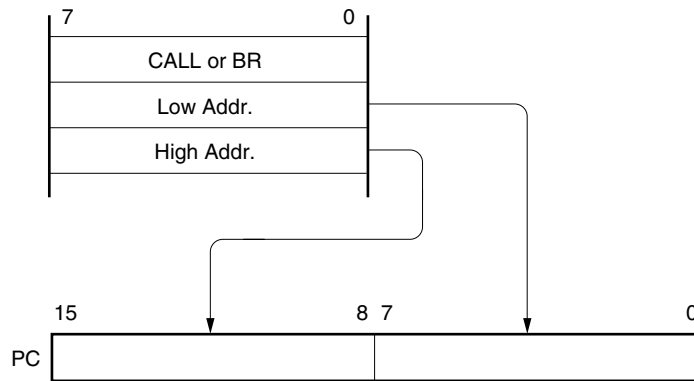 7 0
CALL or BR
Low Addr.
High Addr.
15 8 7 0
PC